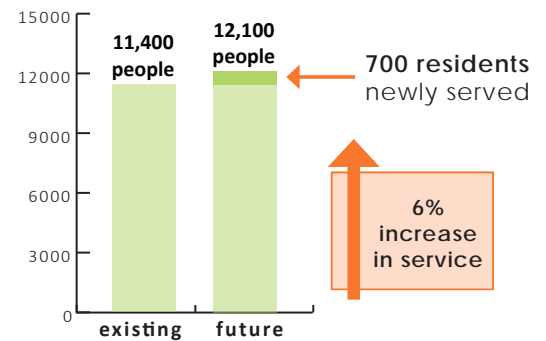 15000
12000
9000
6000
3000
0
11,400
people
12,100
people
700 residents
newly served
6%
increase
in service
existing
future